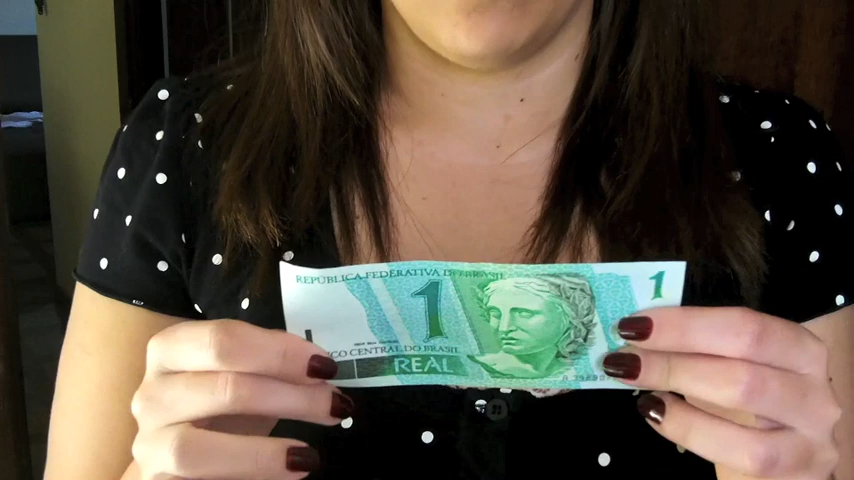 REPÚBLICA FEDERATIVA DO BRASIL
1
1
CENTRAL DO BRASIL
REAL